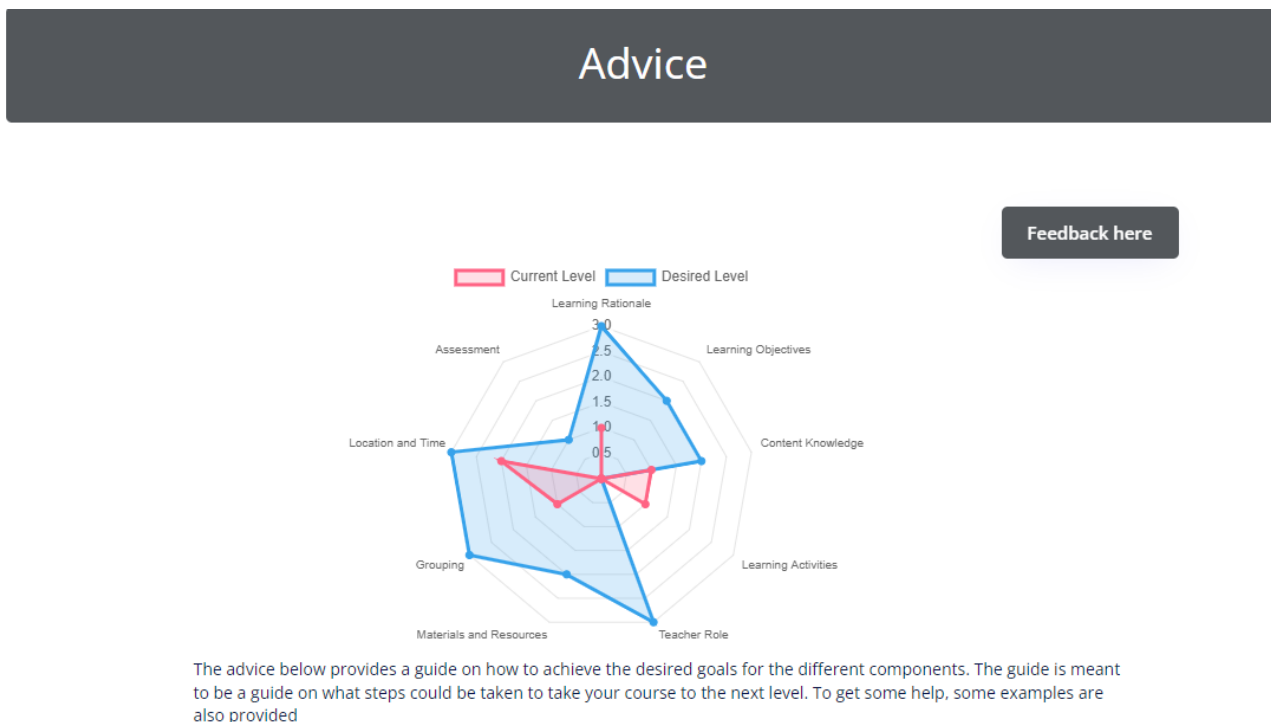 Advice
Feedback here
Current Level
Desired Level
Learning Rationale
3.0
Assessment
2.5
Learning Objectives
2.0
1.5
1.0
Location and Time
Content Knowledge
0.5
Grouping
Learning Activities
Materials and Resources
Teacher Role
The advice below provides a guide on how to achieve the desired goals for the different components. The guide is meant
to be a guide on what steps could be taken to take your course to the next level. To get some help, some examples are
also provided